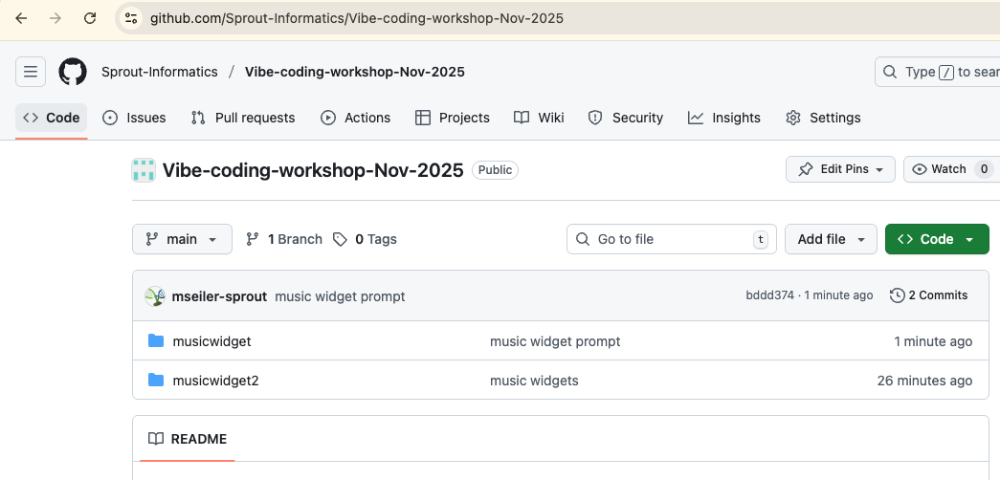 github.com/Sprout-Informatics/Vibe-coding-workshop-Nov-2025
Sprout-Informatics / Vibe-coding-workshop-Nov-2025
Type / to sear
Code Issues Pull requests Actions Projects Wiki Security Insights Settings
Vibe-coding-workshop-Nov-2025 Public
Edit Pins Watch 0
main 1 Branch 0 Tags Go to file t Add file Code
mseiler-sprout music widget prompt bddd374 · 1 minute ago 2 Commits
musicwidget music widget prompt 1 minute ago
musicwidget2 music widgets 26 minutes ago
README